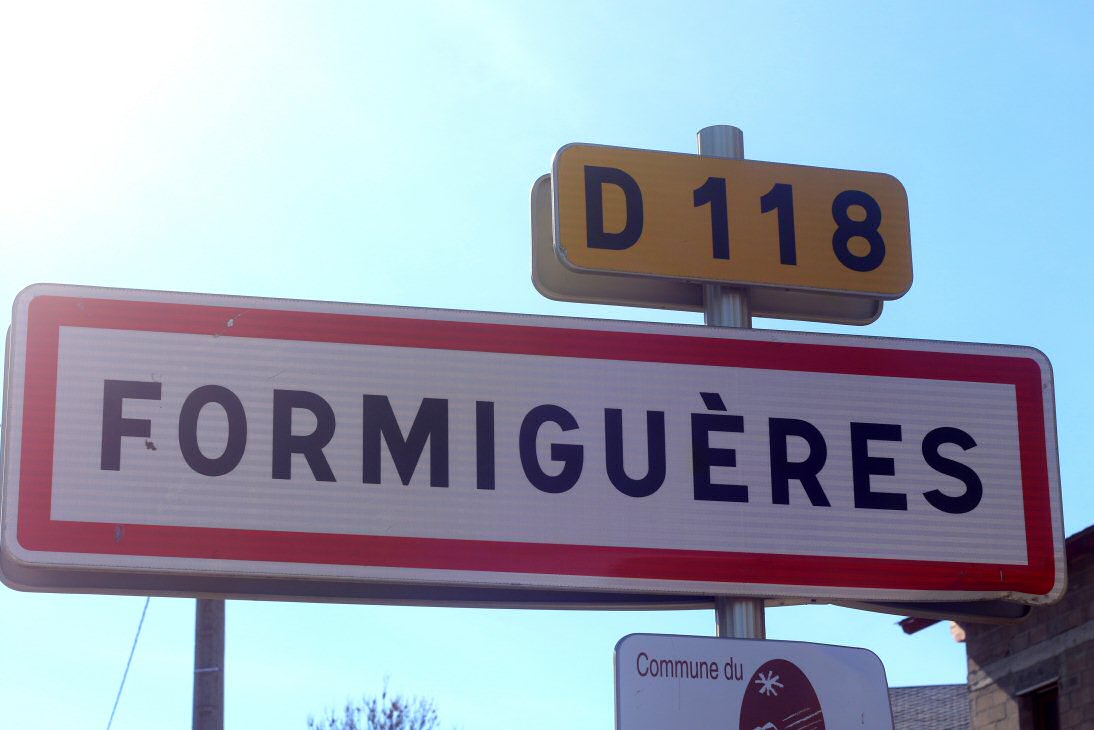 D 118
FORMIGUÈRES
Commune du